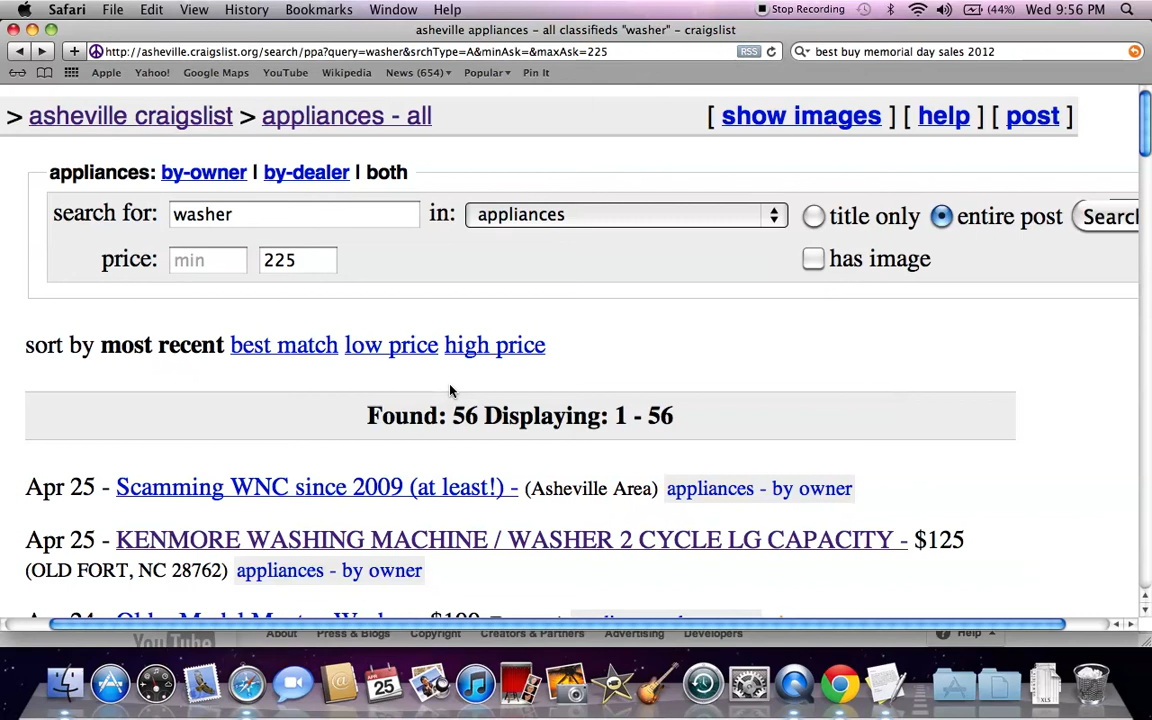 Safari File Edit View History Bookmarks Window Help Stop Recording (44%) Wed 9:56 PM
asheville appliances - all classifieds "washer" - craigslist
http://asheville.craigslist.org/search/ppa?query=washer&srchType=A&minAsk=&maxAsk=225 RSS best buy memorial day sales 2012
Apple Yahoo! Google Maps YouTube Wikipedia News (654) Popular Pin It
> asheville craigslist > appliances - all [ show images ] [ help ] [ post ]
appliances: by-owner | by-dealer | both
search for: washer in: appliances title only entire post Search
price: min 225 has image
sort by most recent best match low price high price
Found: 56 Displaying: 1 - 56
Apr 25 - Scamming WNC since 2009 (at least!) - (Asheville Area) appliances - by owner
Apr 25 - KENMORE WASHING MACHINE / WASHER 2 CYCLE LG CAPACITY - $125
(OLD FORT, NC 28762) appliances - by owner
YouTube About Press & Blogs Copyright Creators & Partners Advertising Developers Help
APR
25
XLS